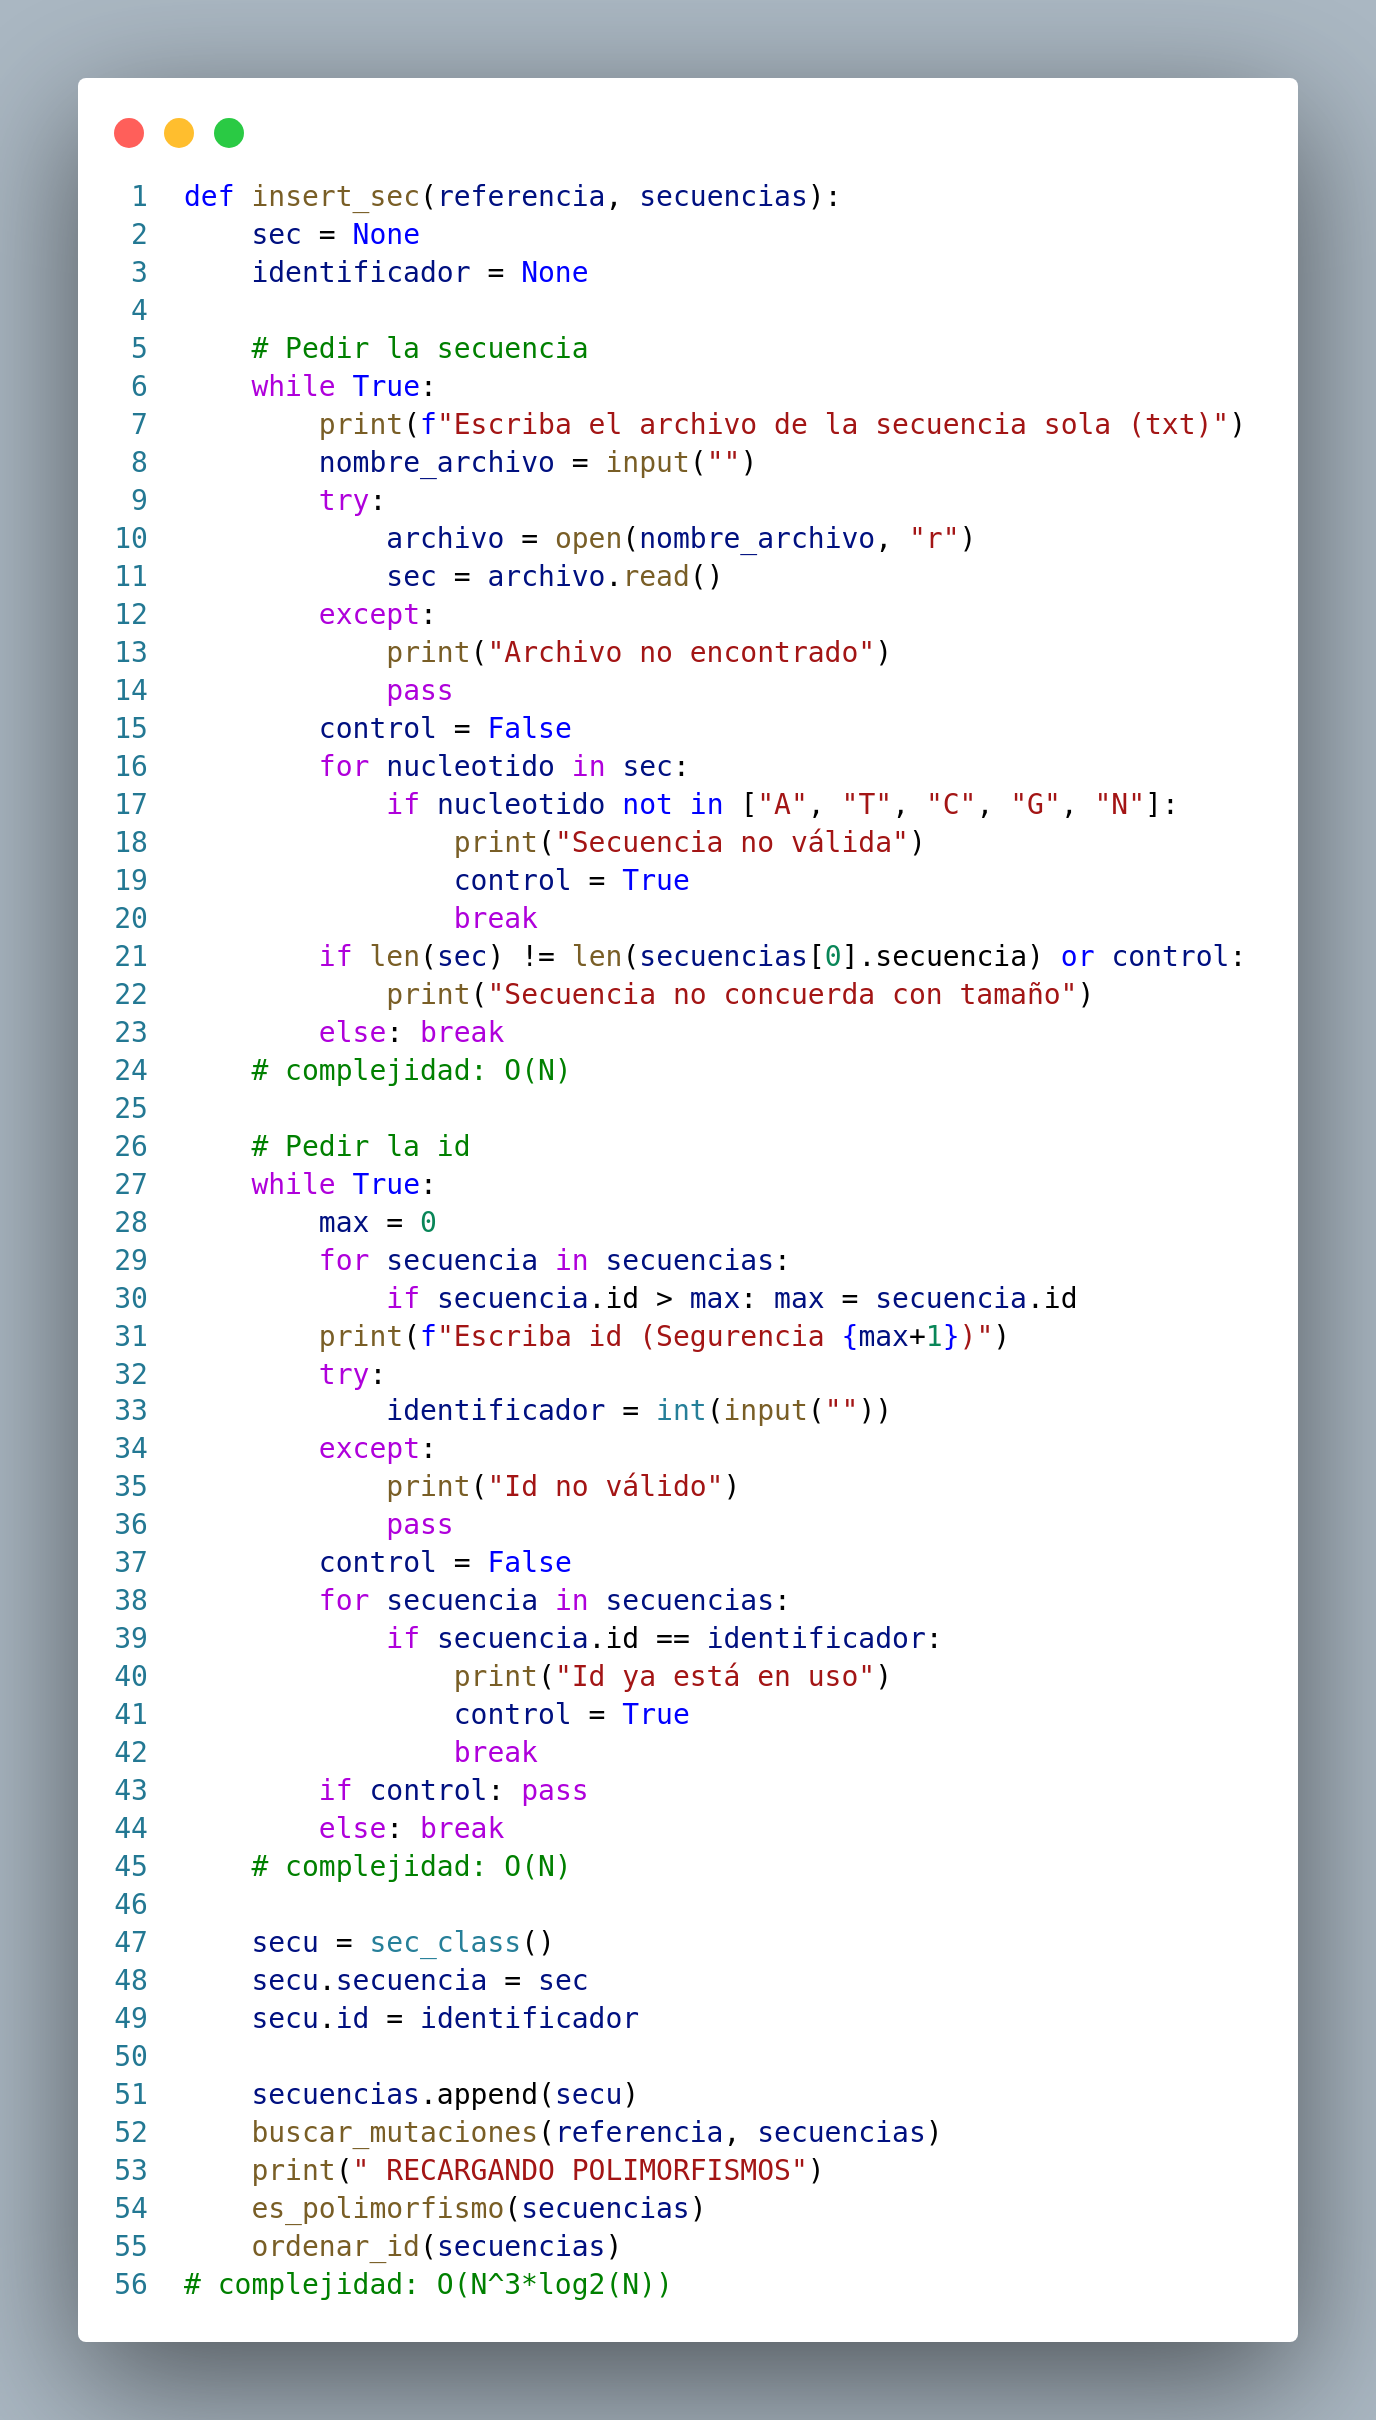 1 def insert_sec(referencia, secuencias):
2     sec = None
3     identificador = None
4
5     # Pedir la secuencia
6     while True:
7         print(f"Escriba el archivo de la secuencia sola (txt)")
8         nombre_archivo = input("")
9         try:
10             archivo = open(nombre_archivo, "r")
11             sec = archivo.read()
12         except:
13             print("Archivo no encontrado")
14             pass
15         control = False
16         for nucleotido in sec:
17             if nucleotido not in ["A", "T", "C", "G", "N"]:
18                 print("Secuencia no válida")
19                 control = True
20                 break
21         if len(sec) != len(secuencias[0].secuencia) or control:
22             print("Secuencia no concuerda con tamaño")
23         else: break
24     # complejidad: O(N)
25
26     # Pedir la id
27     while True:
28         max = 0
29         for secuencia in secuencias:
30             if secuencia.id > max: max = secuencia.id
31         print(f"Escriba id (Segurencia {max+1})")
32         try:
33             identificador = int(input(""))
34         except:
35             print("Id no válido")
36             pass
37         control = False
38         for secuencia in secuencias:
39             if secuencia.id == identificador:
40                 print("Id ya está en uso")
41                 control = True
42                 break
43         if control: pass
44         else: break
45     # complejidad: O(N)
46
47     secu = sec_class()
48     secu.secuencia = sec
49     secu.id = identificador
50
51     secuencias.append(secu)
52     buscar_mutaciones(referencia, secuencias)
53     print(" RECARGANDO POLIMORFISMOS")
54     es_polimorfismo(secuencias)
55     ordenar_id(secuencias)
56 # complejidad: O(N^3*log2(N))